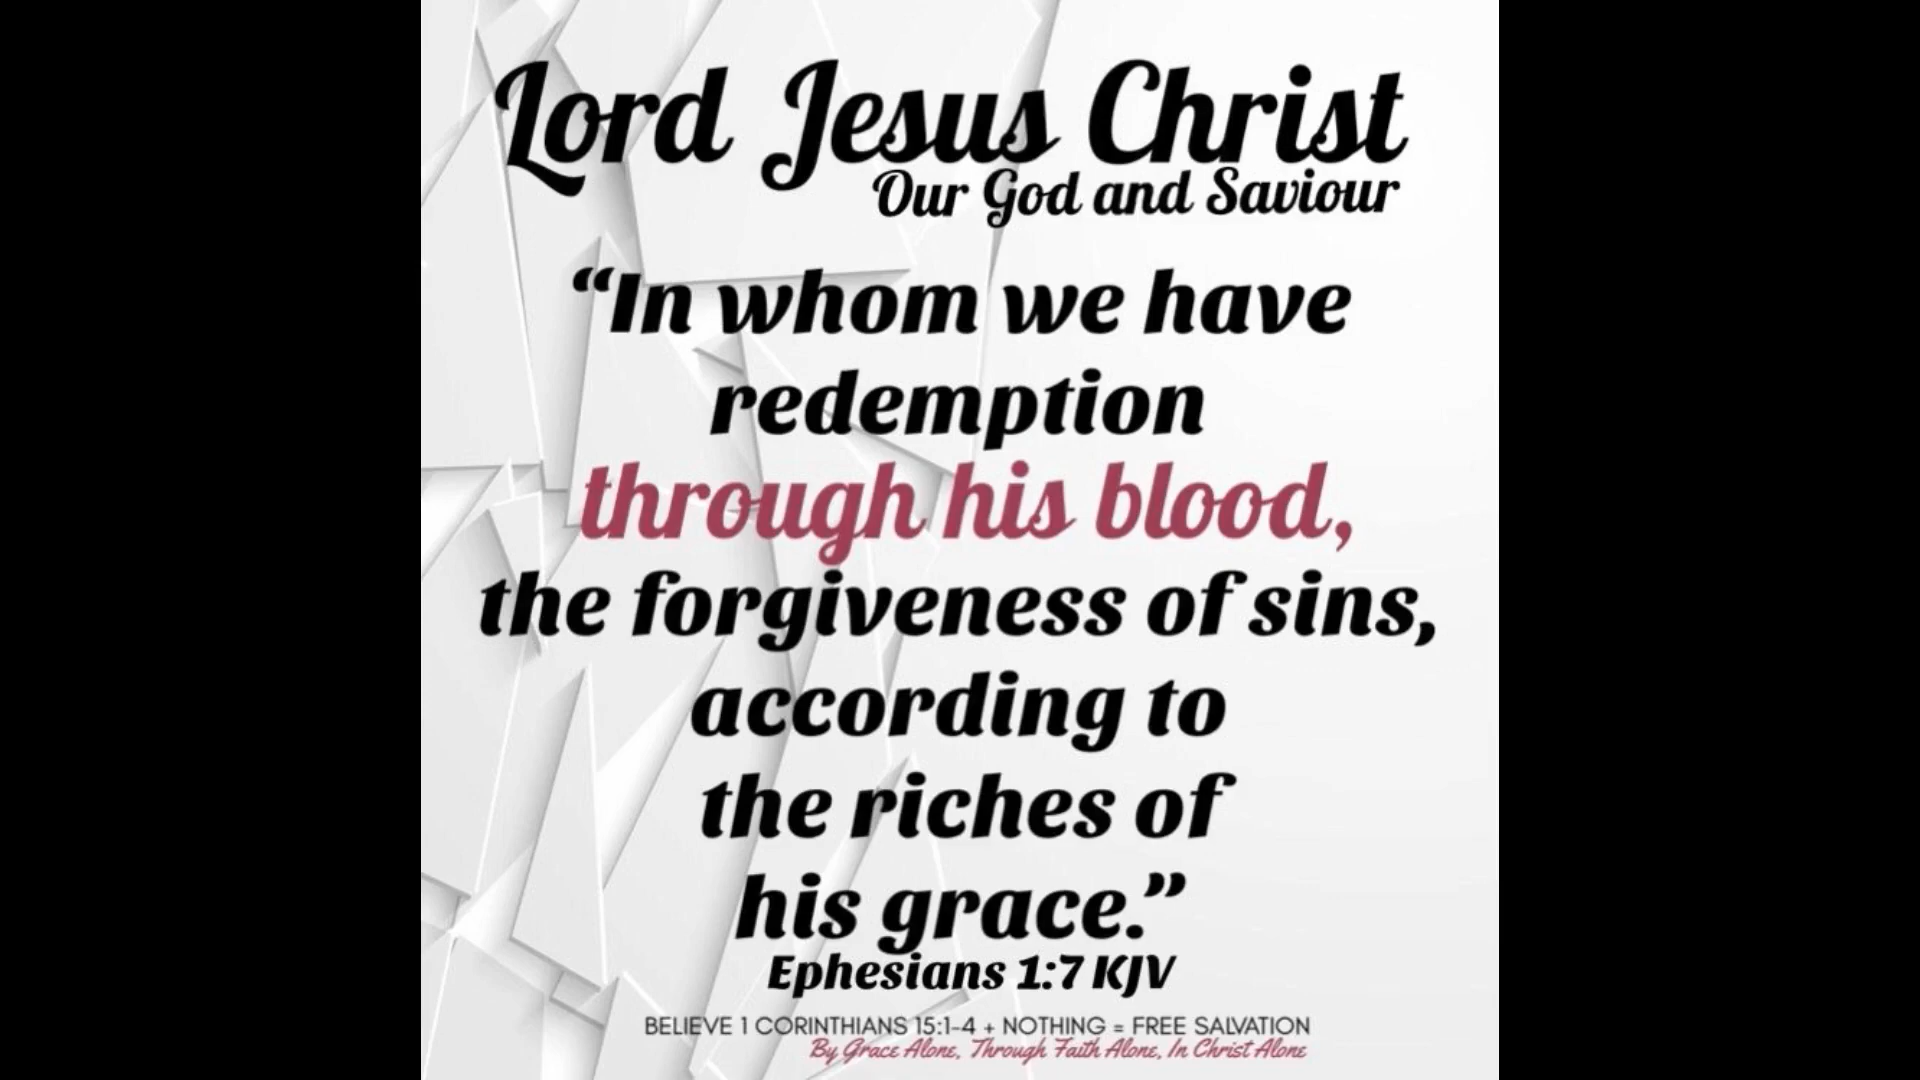 Lord Jesus Christ
Our God and Saviour
“In whom we have
redemption
through his blood,
the forgiveness of sins,
according to
the riches of
his grace.”
Ephesians 1:7 KJV
BELIEVE 1 CORINTHIANS 15:1-4 + NOTHING = FREE SALVATION
By Grace Alone, Through Faith Alone, In Christ Alone